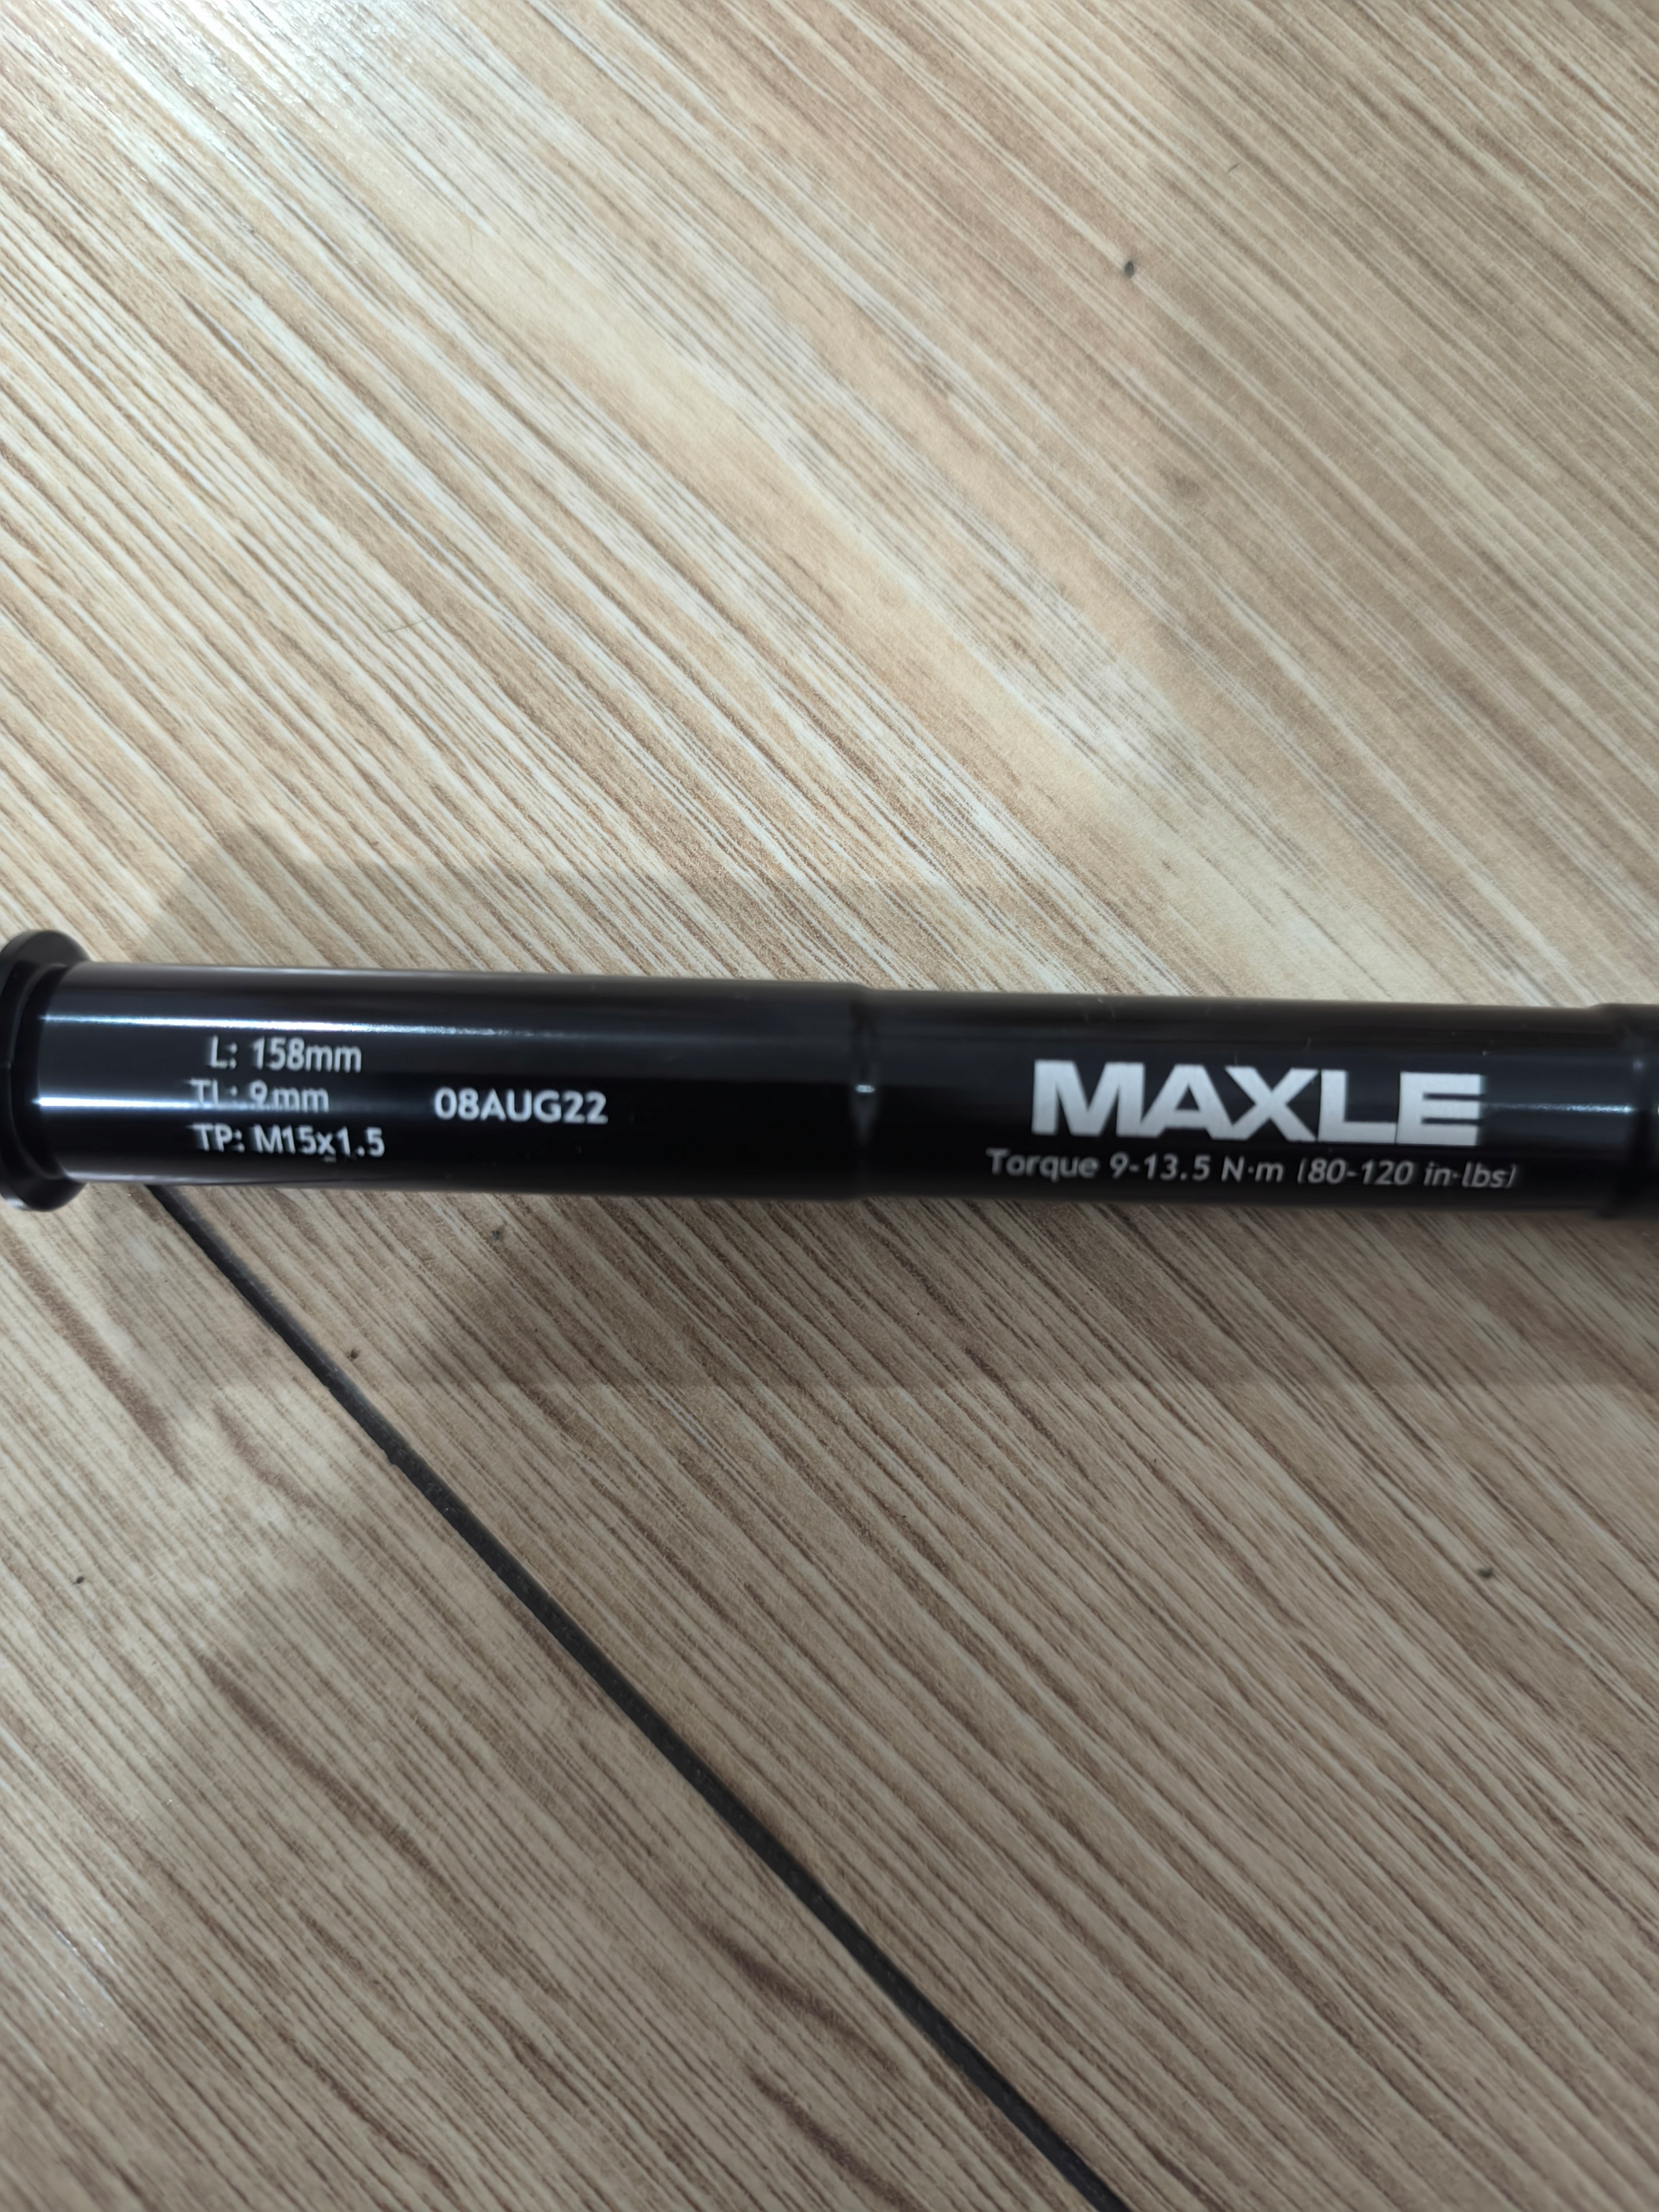 L: 158mm
TL: 9mm
TP: M15x1.5
08AUG22
MAXLE
Torque 9-13.5 N·m (80-120 in·lbs)